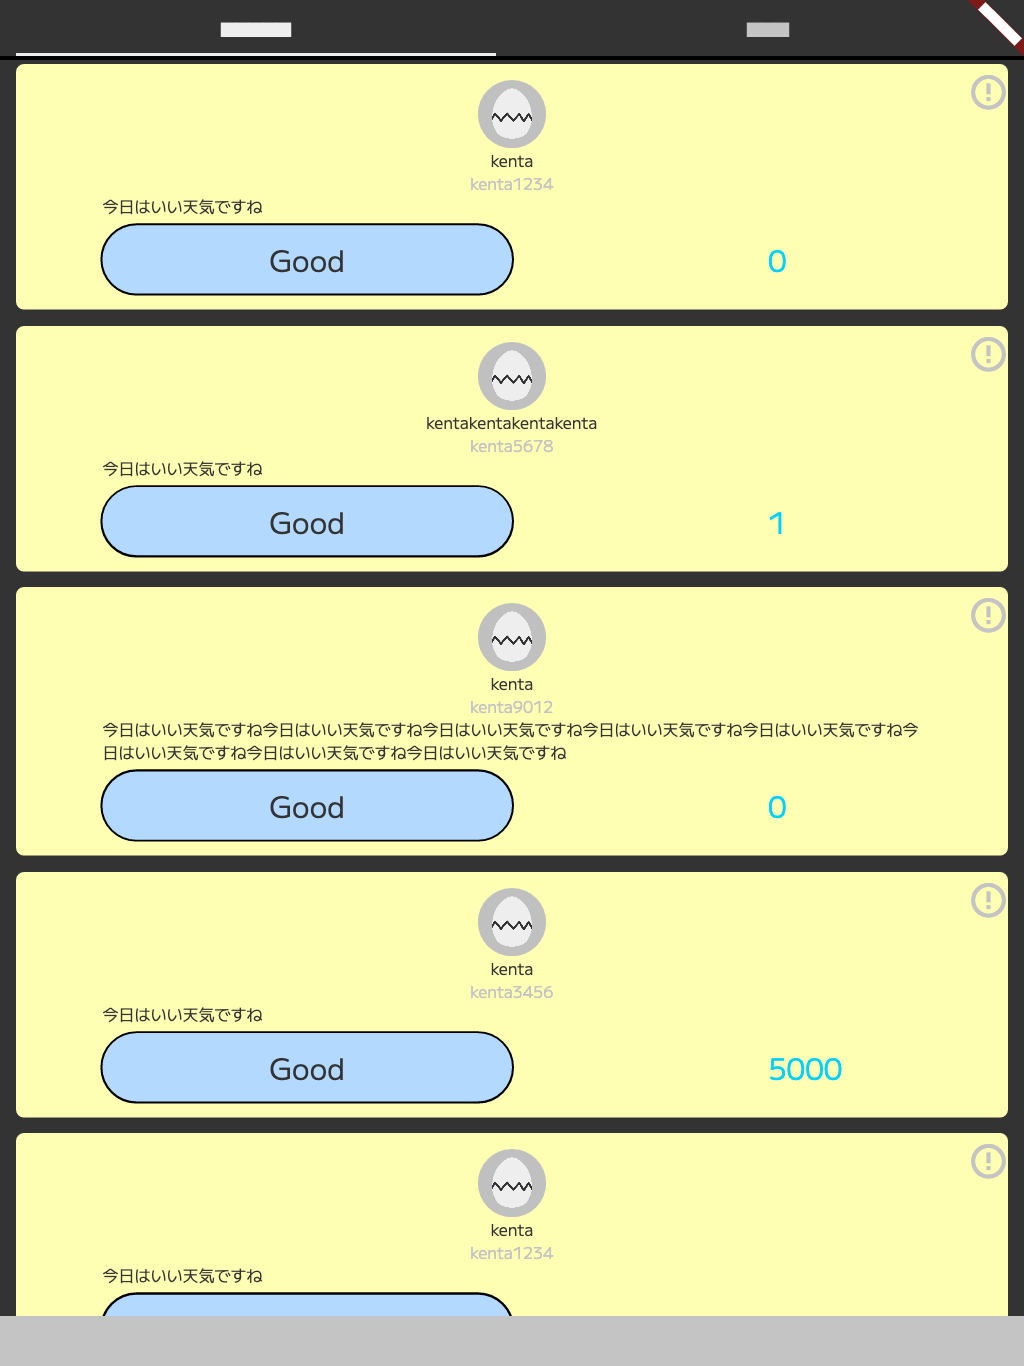 kenta
kenta1234
今日はいい天気ですね
Good
0
kentakentakentakenta
kenta5678
今日はいい天気ですね
Good
1
kenta
kenta9012
今日はいい天気ですね今日はいい天気ですね今日はいい天気ですね今日はいい天気ですね今日はいい天気ですね今
日はいい天気ですね今日はいい天気ですね今日はいい天気ですね
Good
0
kenta
kenta3456
今日はいい天気ですね
Good
5000
kenta
kenta1234
今日はいい天気ですね